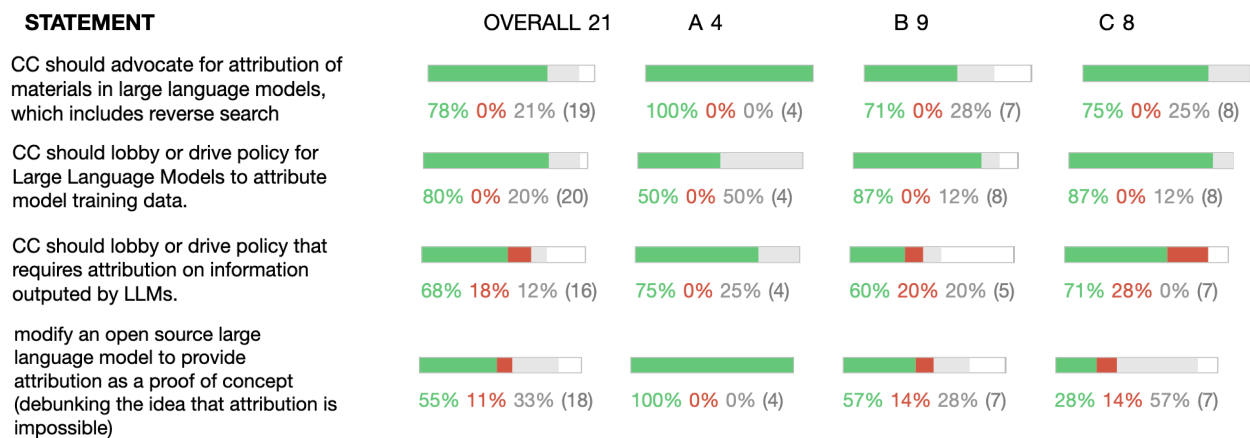 STATEMENT OVERALL 21 A 4 B 9 C 8
CC should advocate for attribution of
materials in large language models,
which includes reverse search
78% 0% 21% (19) 100% 0% 0% (4) 71% 0% 28% (7) 75% 0% 25% (8)
CC should lobby or drive policy for
Large Language Models to attribute
model training data.
80% 0% 20% (20) 50% 0% 50% (4) 87% 0% 12% (8) 87% 0% 12% (8)
CC should lobby or drive policy that
requires attribution on information
outputed by LLMs.
68% 18% 12% (16) 75% 0% 25% (4) 60% 20% 20% (5) 71% 28% 0% (7)
modify an open source large
language model to provide
attribution as a proof of concept
(debunking the idea that attribution is
impossible)
55% 11% 33% (18) 100% 0% 0% (4) 57% 14% 28% (7) 28% 14% 57% (7)